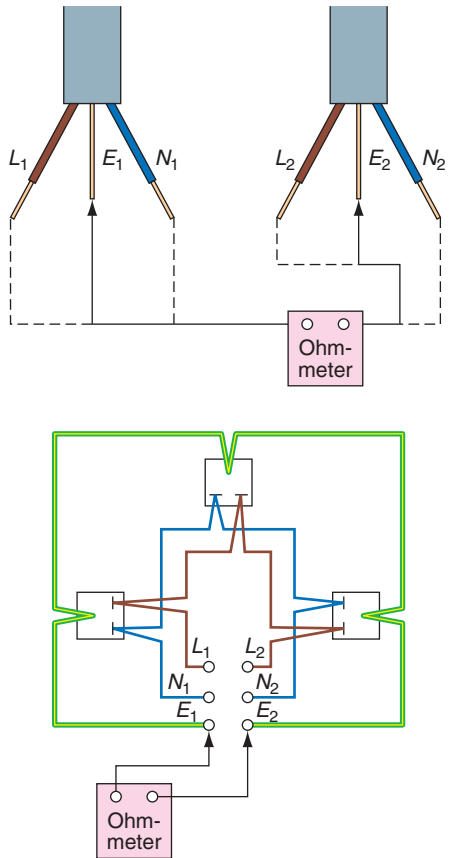 L1 E1 N1 L2 E2 N2
Ohm-
meter
L1 L2
N1 N2
E1 E2
Ohm-
meter